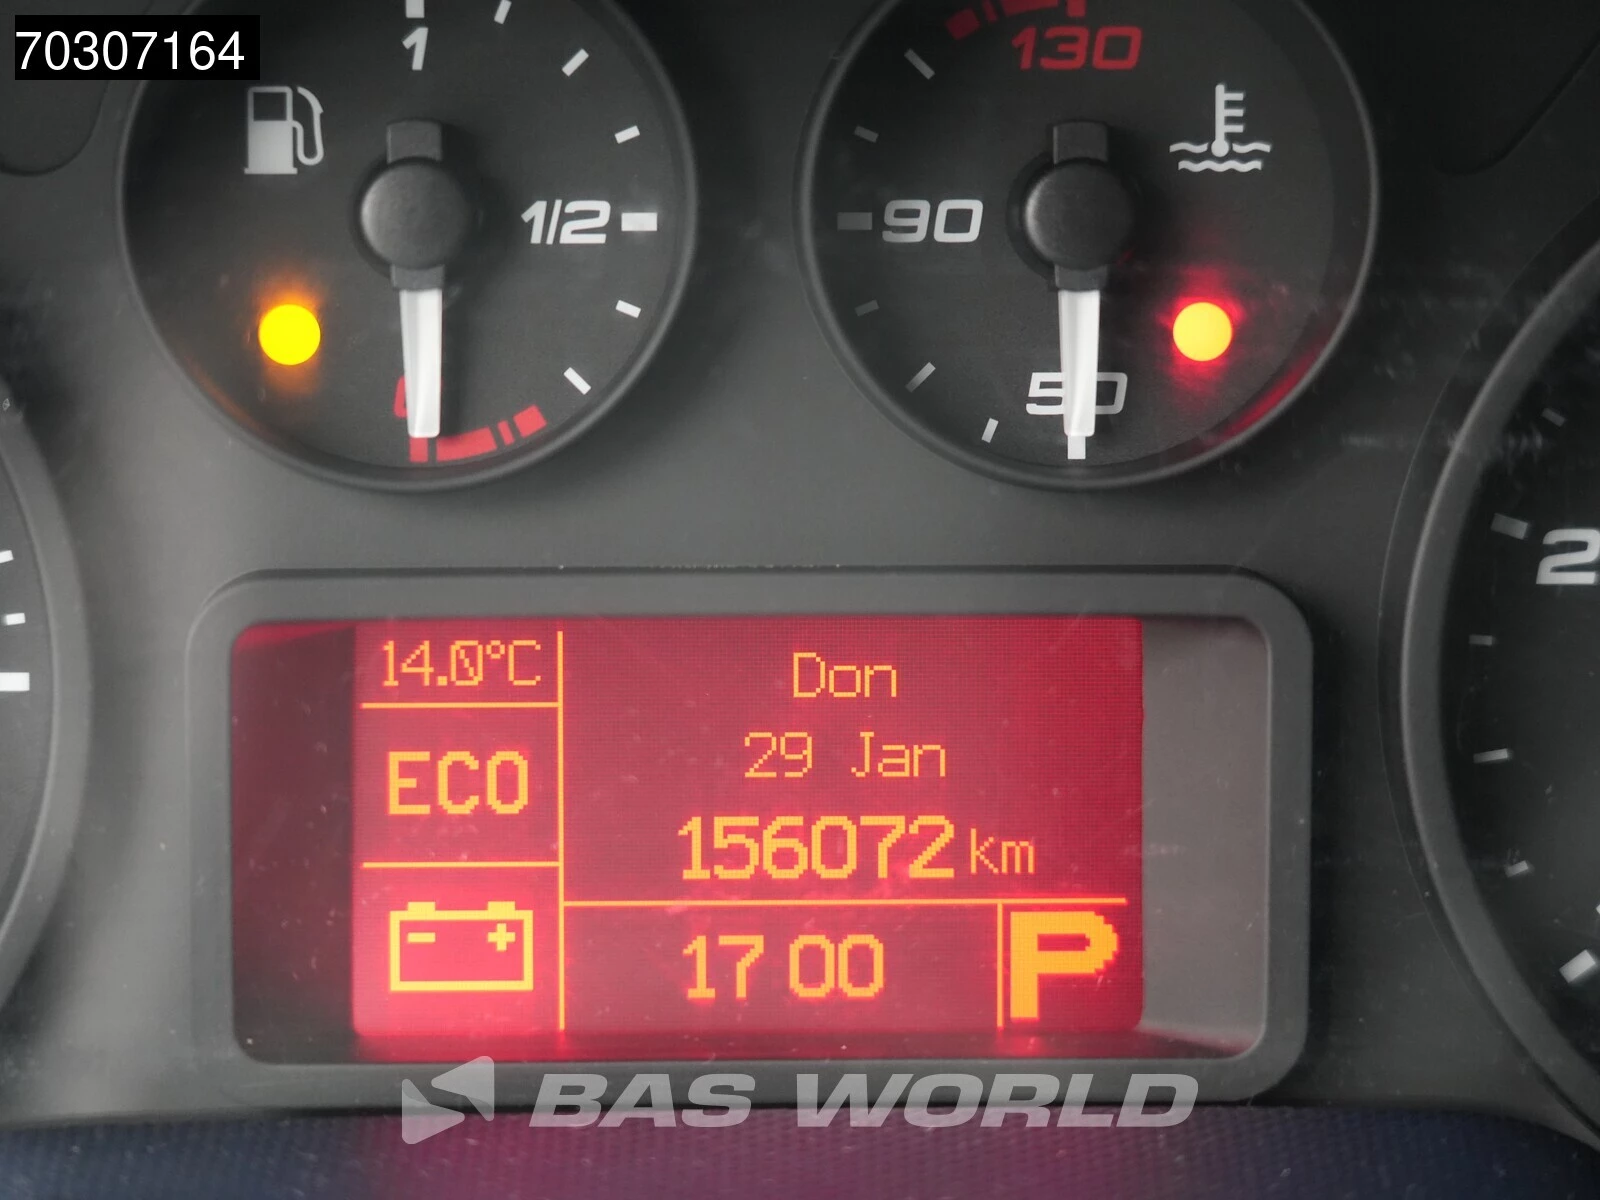 70307164
1
130
1/2
90
0
50
2
14.0°C
Don
29 Jan
ECO
156072 km
- +
17 00
P
BAS WORLD